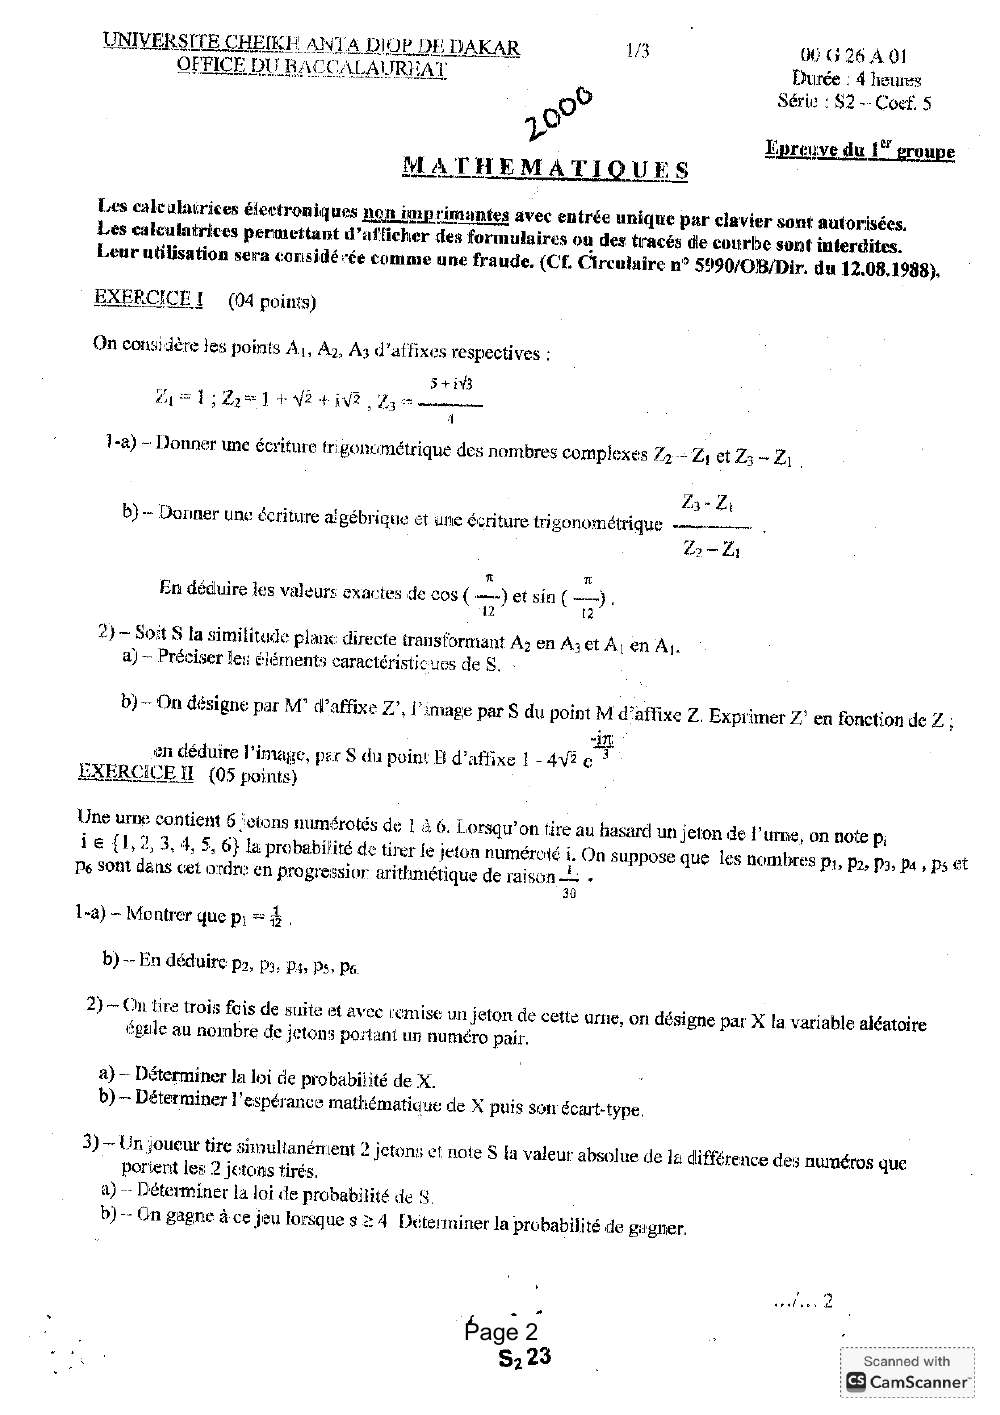 UNIVERSITE CHEIKH ANTA DIOP DE DAKAR
OFFICE DU BACCALAUREAT
1/3
00 G 26 A 01
Durée : 4 heures
Série : S2 -- Coef. 5
2000
Epreuve du 1er groupe
MATHEMATIQUES
Les calculatrices électroniques non imprimantes avec entrée unique par clavier sont autorisées.
Les calculatrices permettant d'afficher des formulaires ou des tracés de courbe sont interdites.
Leur utilisation sera considérée comme une fraude. (Cf. Circulaire n° 5990/OB/Dir. du 12.08.1988).
EXERCICE I (04 points)
On considère les points A1, A2, A3 d'affixes respectives :
Z1 = 1 ; Z2 = 1 + √2 + i√2 , Z3 = (5 + i√3)/4
1-a) – Donner une écriture trigonométrique des nombres complexes Z2 – Z1 et Z3 – Z1 .
b) – Donner une écriture algébrique et une écriture trigonométrique (Z3 - Z1)/(Z2 – Z1) .
En déduire les valeurs exactes de cos ( π/12 ) et sin ( π/12 ) .
2) – Soit S la similitude plane directe transformant A2 en A3 et A1 en A1.
a) – Préciser les éléments caractéristiques de S.
b) – On désigne par M' d'affixe Z', l'image par S du point M d'affixe Z. Exprimer Z' en fonction de Z ;
en déduire l'image, par S du point B d'affixe 1 - 4√2 e^(-iπ/3)
EXERCICE II (05 points)
Une urne contient 6 jetons numérotés de 1 à 6. Lorsqu'on tire au hasard un jeton de l'urne, on note pi
i ∈ {1, 2, 3, 4, 5, 6} la probabilité de tirer le jeton numéroté i. On suppose que les nombres p1, p2, p3, p4 , p5 et
p6 sont dans cet ordre en progression arithmétique de raison 1/30 .
1-a) – Montrer que p1 = 1/12 .
b) -- En déduire p2, p3, p4, p5, p6
2) – On tire trois fois de suite et avec remise un jeton de cette urne, on désigne par X la variable aléatoire
égale au nombre de jetons portant un numéro pair.
a) – Déterminer la loi de probabilité de X.
b) – Déterminer l'espérance mathématique de X puis son écart-type.
3) – Un joueur tire simultanément 2 jetons et note S la valeur absolue de la différence des numéros que
portent les 2 jetons tirés.
a) – Déterminer la loi de probabilité de S.
b) -- On gagne à ce jeu lorsque s ≥ 4 Déterminer la probabilité de gagner.
.../... 2
Page 2
S2 23
Scanned with
CS CamScanner